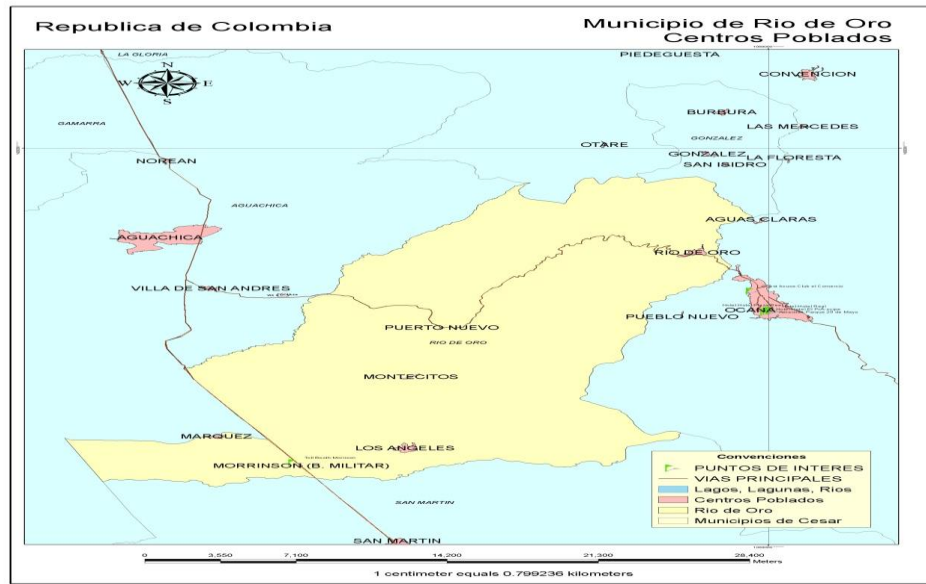 Republica de Colombia
Municipio de Rio de Oro
Centros Poblados
LA GLORIA
PIEDEGUESTA
CONVENCION
N
W E
S
BURBURA
GAMARRA
LAS MERCEDES
GONZALEZ
OTARE
NOREAN
GONZALEZ
LA FLORESTA
SAN ISIDRO
AGUACHICA
AGUAS CLARAS
AGUACHICA
RIO DE ORO
VILLA DE SAN ANDRES
OCAÑA
PUEBLO NUEVO
PUERTO NUEVO
RIO DE ORO
MONTECITOS
MARQUEZ
LOS ANGELES
MORRINSON (B. MILITAR)
SAN MARTIN
SAN MARTIN
Convenciones
PUNTOS DE INTERES
VIAS PRINCIPALES
Lagos, Lagunas, Rios
Centros Poblados
Rio de Oro
Municipios de Cesar
0 3.550 7.100 14.200 21.300 28.400
Meters
1 centimeter equals 0.799236 kilometers